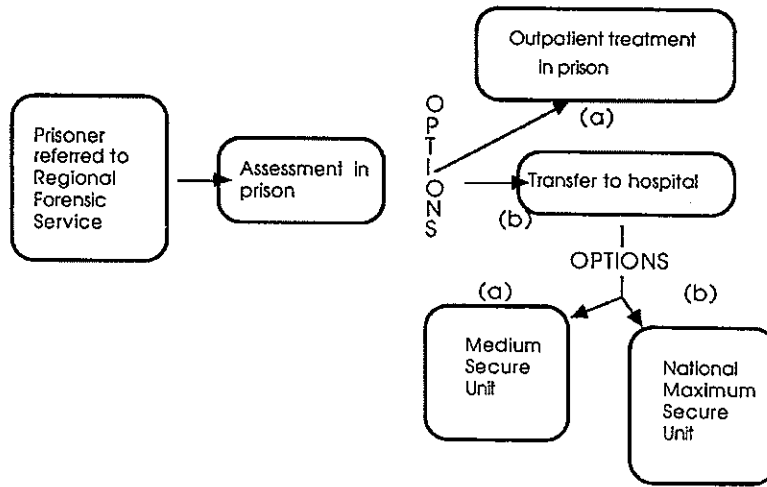 Prisoner
referred to
Regional
Forensic
Service
Assessment in
prison
OPTIONS
Outpatient treatment
in prison
(a)
Transfer to hospital
(b)
OPTIONS
(a)
(b)
Medium
Secure
Unit
National
Maximum
Secure
Unit